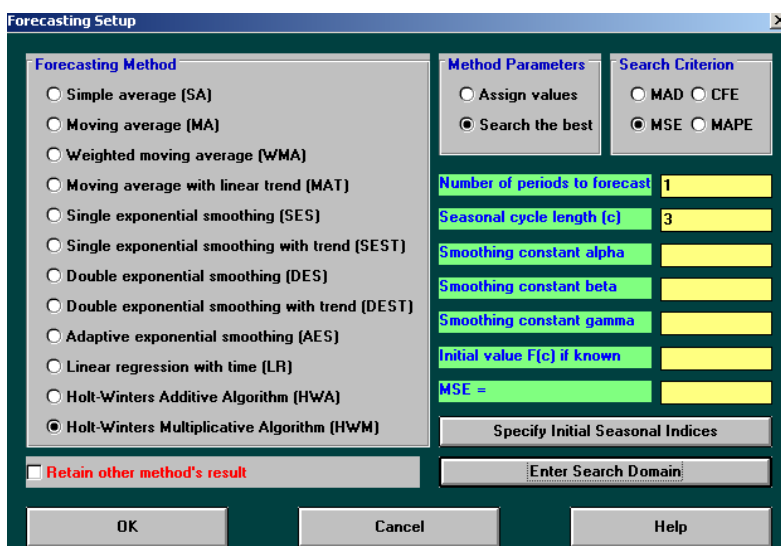 Forecasting Setup
Forecasting Method
Simple average (SA)
Moving average (MA)
Weighted moving average (WMA)
Moving average with linear trend (MAT)
Single exponential smoothing (SES)
Single exponential smoothing with trend (SEST)
Double exponential smoothing (DES)
Double exponential smoothing with trend (DEST)
Adaptive exponential smoothing (AES)
Linear regression with time (LR)
Holt-Winters Additive Algorithm (HWA)
Holt-Winters Multiplicative Algorithm (HWM)
Retain other method's result
Method Parameters
Assign values
Search the best
Search Criterion
MAD CFE
MSE MAPE
Number of periods to forecast 1
Seasonal cycle length (c) 3
Smoothing constant alpha
Smoothing constant beta
Smoothing constant gamma
Initial value F(c) if known
MSE =
Specify Initial Seasonal Indices
Enter Search Domain
OK Cancel Help